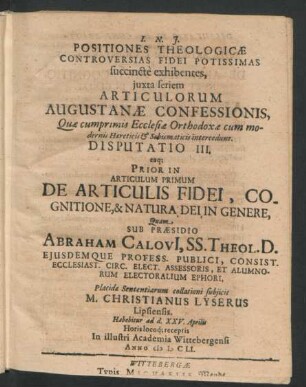 I. N. J.
POSITIONES THEOLOGICÆ
CONTROVERSIAS FIDEI POTISSIMAS
succinctè exhibentes,
juxta seriem
ARTICULORUM
AUGUSTANÆ CONFESSIONIS,
Quæ cumprimis Ecclesiæ Orthodoxæ cum mo-
dernis Hæreticis & Schismaticis intercedunt.
DISPUTATIO III,
eaq;
PRIOR IN
ARTICULUM PRIMUM
DE ARTICULIS FIDEI, CO-
GNITIONE, & NATURA DEI IN GENERE,
Quam
SUB PRÆSIDIO
ABRAHAM CALOVI, SS. THEOL. D.
EJUSDEMQUE PROFESS. PUBLICI, CONSIST.
ECCLESIAST. CIRC. ELECT. ASSESSORIS, ET ALUMNO-
RUM ELECTORALIUM EPHORI,
Placidæ Sententiarum collationi subjicit
M. CHRISTIANUS LYSERUS
Lipsiensis.
Habebitur ad d. XXV. Aprilis
Horis locoq; receptis
In illustri Academia Wittebergensi
ANNO cIↄ Iↄ CLI.
WITTEBERGÆ